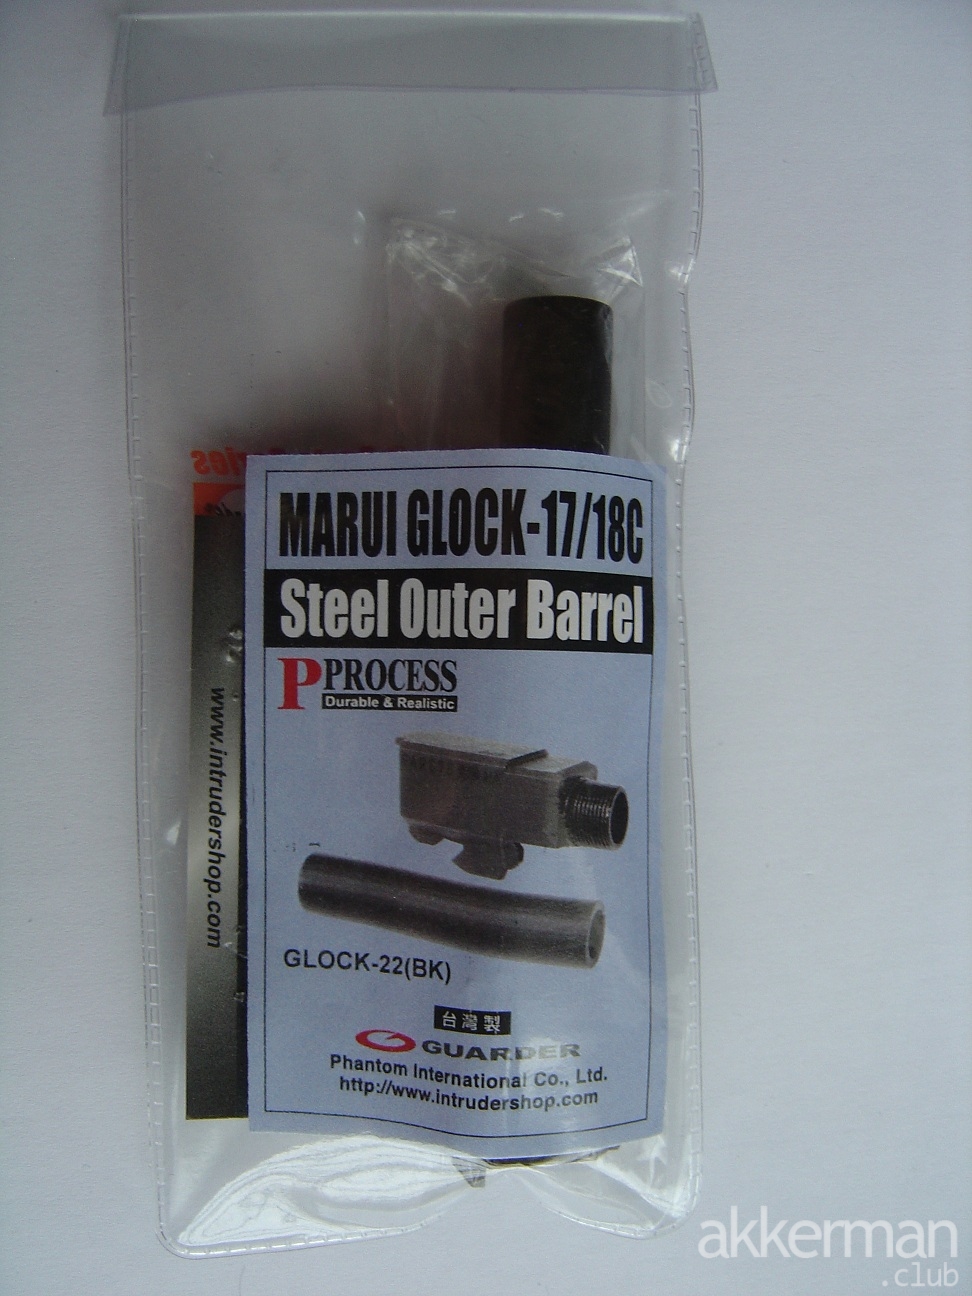 MARUI GLOCK-17/18C
Steel Outer Barrel
P PROCESS
Durable & Realistic
GLOCK-22(BK)
台灣製
G GUARDER
Phantom International Co., Ltd.
http://www.intrudershop.com
www.intrudershop.com
akkerman
.club